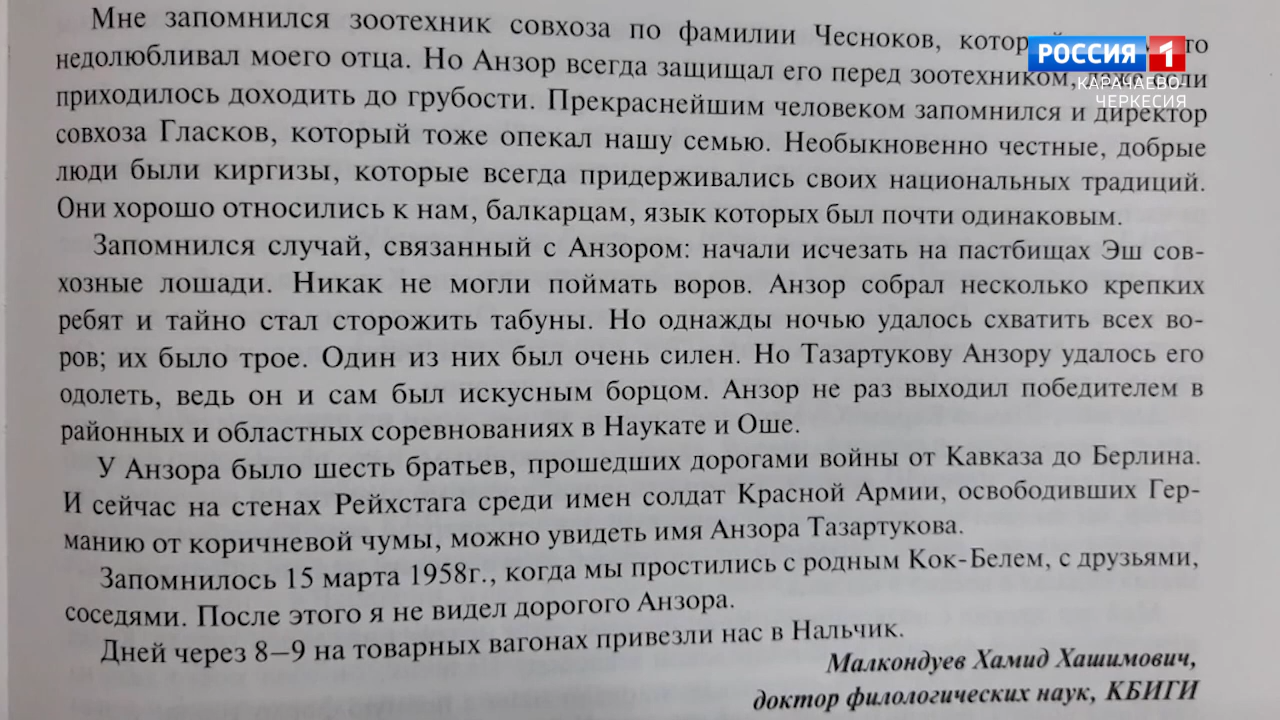 Мне запомнился зоотехник совхоза по фамилии Чесноков,
недолюбливал моего отца. Но Анзор всегда защищал его перед зоотехником,
приходилось доходить до грубости. Прекраснейшим человеком запомнился и директор
совхоза Гласков, который тоже опекал нашу семью. Необыкновенно честные, добрые
люди были киргизы, которые всегда придерживались своих национальных традиций.
Они хорошо относились к нам, балкарцам, язык которых был почти одинаковым.
Запомнился случай, связанный с Анзором: начали исчезать на пастбищах Эш сов-
хозные лошади. Никак не могли поймать воров. Анзор собрал несколько крепких
ребят и тайно стал сторожить табуны. Но однажды ночью удалось схватить всех во-
ров; их было трое. Один из них был очень силен. Но Тазартукову Анзору удалось его
одолеть, ведь он и сам был искусным борцом. Анзор не раз выходил победителем в
районных и областных соревнованиях в Наукате и Оше.
У Анзора было шесть братьев, прошедших дорогами войны от Кавказа до Берлина.
И сейчас на стенах Рейхстага среди имен солдат Красной Армии, освободивших Гер-
манию от коричневой чумы, можно увидеть имя Анзора Тазартукова.
Запомнилось 15 марта 1958г., когда мы простились с родным Кок-Белем, с друзьями,
соседями. После этого я не видел дорогого Анзора.
Дней через 8–9 на товарных вагонах привезли нас в Нальчик.
Малкондуев Хамид Хашимович,
доктор филологических наук, КБИГИ
РОССИЯ 1
КАРАЧАЕВО-
ЧЕРКЕСИЯ